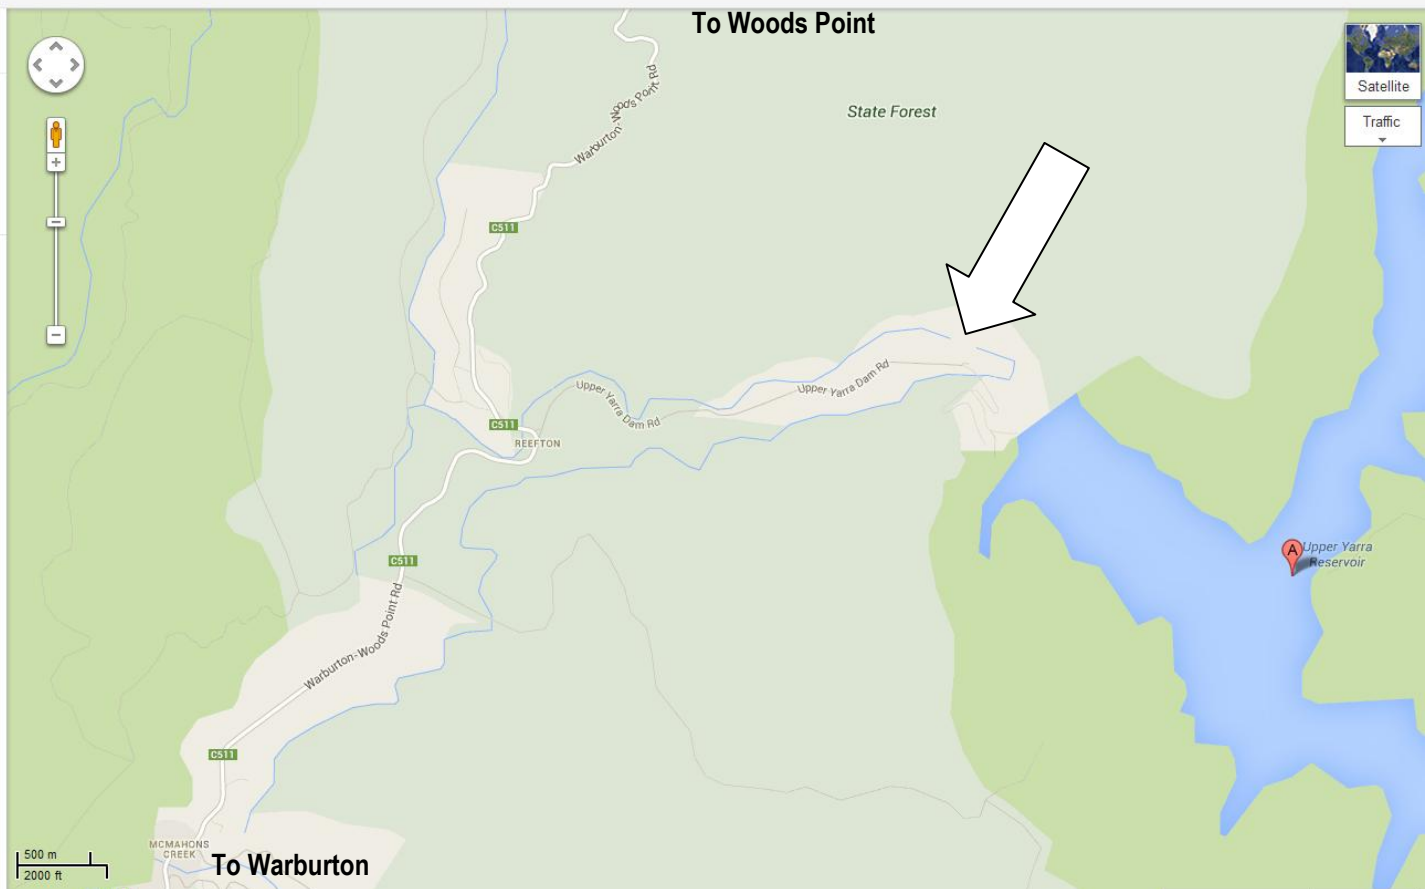 To Woods Point
Satellite
Traffic
State Forest
Warburton-Woods Point Rd
C511
Upper Yarra Dam Rd
Upper Yarra Dam Rd
C511
REEFTON
C511
A
Upper Yarra
Reservoir
Warburton-Woods Point Rd
C511
MCMAHONS
CREEK
To Warburton
500 m
2000 ft